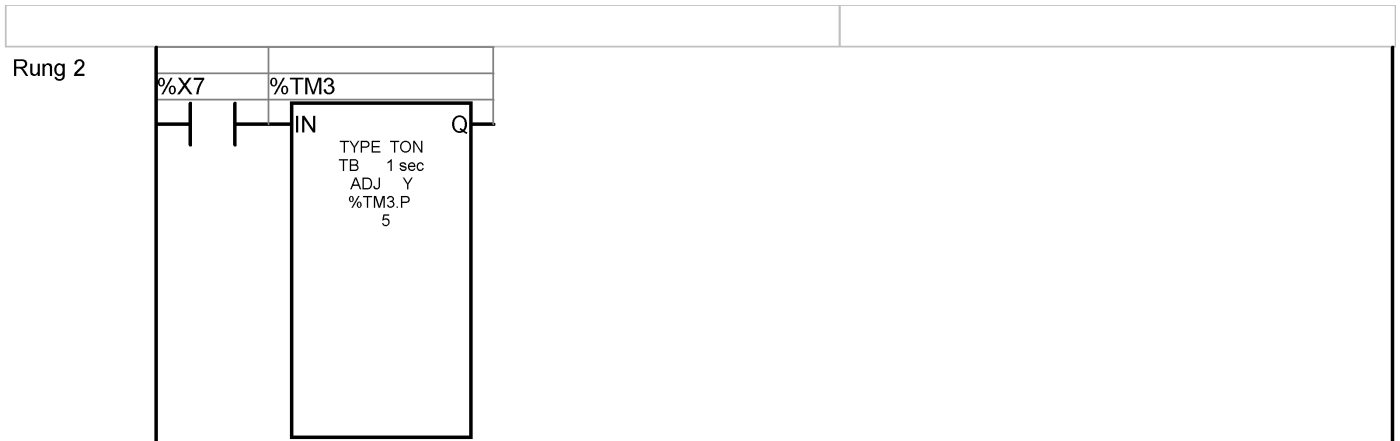 Rung 2
%X7 %TM3
IN Q
TYPE TON
TB 1 sec
ADJ Y
%TM3.P
5